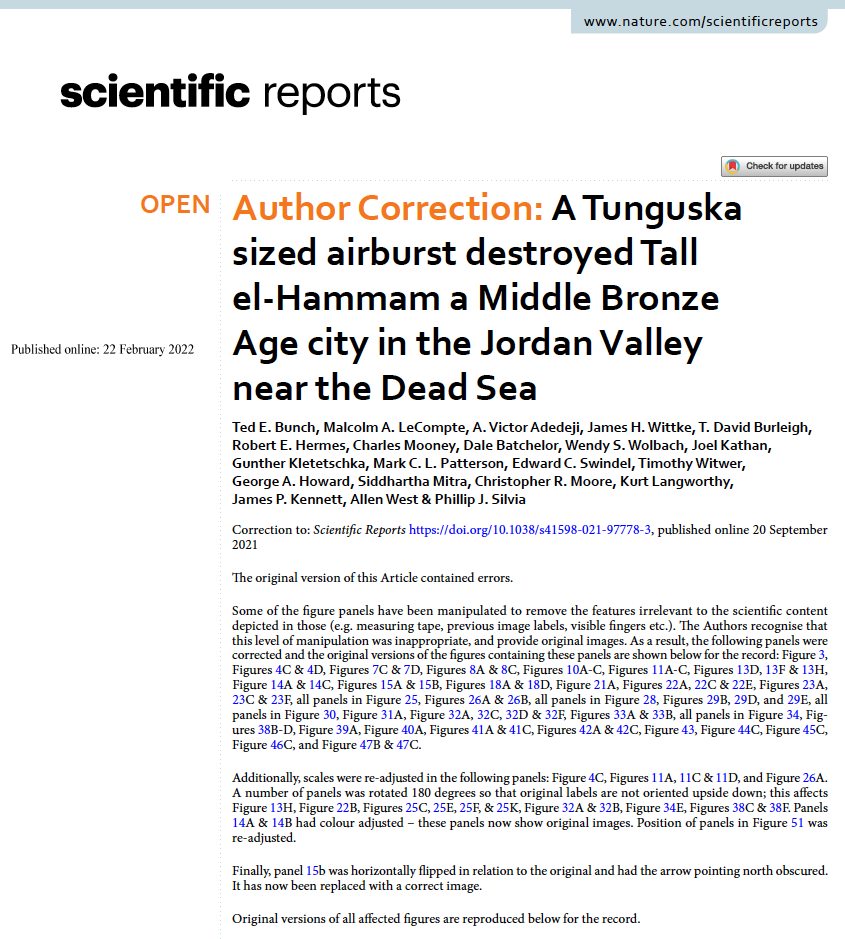 www.nature.com/scientificreports
scientific reports
Check for updates
OPEN
Author Correction: A Tunguska
sized airburst destroyed Tall
el-Hammam a Middle Bronze
Age city in the Jordan Valley
near the Dead Sea
Published online: 22 February 2022
Ted E. Bunch, Malcolm A. LeCompte, A. Victor Adedeji, James H. Wittke, T. David Burleigh,
Robert E. Hermes, Charles Mooney, Dale Batchelor, Wendy S. Wolbach, Joel Kathan,
Gunther Kletetschka, Mark C. L. Patterson, Edward C. Swindel, Timothy Witwer,
George A. Howard, Siddhartha Mitra, Christopher R. Moore, Kurt Langworthy,
James P. Kennett, Allen West & Phillip J. Silvia
Correction to: Scientific Reports https://doi.org/10.1038/s41598-021-97778-3, published online 20 September
2021
The original version of this Article contained errors.
Some of the figure panels have been manipulated to remove the features irrelevant to the scientific content
depicted in those (e.g. measuring tape, previous image labels, visible fingers etc.). The Authors recognise that
this level of manipulation was inappropriate, and provide original images. As a result, the following panels were
corrected and the original versions of the figures containing these panels are shown below for the record: Figure 3,
Figures 4C & 4D, Figures 7C & 7D, Figures 8A & 8C, Figures 10A-C, Figures 11A-C, Figures 13D, 13F & 13H,
Figure 14A & 14C, Figures 15A & 15B, Figures 18A & 18D, Figure 21A, Figures 22A, 22C & 22E, Figures 23A,
23C & 23F, all panels in Figure 25, Figures 26A & 26B, all panels in Figure 28, Figures 29B, 29D, and 29E, all
panels in Figure 30, Figure 31A, Figure 32A, 32C, 32D & 32F, Figures 33A & 33B, all panels in Figure 34, Fig-
ures 38B-D, Figure 39A, Figure 40A, Figures 41A & 41C, Figures 42A & 42C, Figure 43, Figure 44C, Figure 45C,
Figure 46C, and Figure 47B & 47C.
Additionally, scales were re-adjusted in the following panels: Figure 4C, Figures 11A, 11C & 11D, and Figure 26A.
A number of panels was rotated 180 degrees so that original labels are not oriented upside down; this affects
Figure 13H, Figure 22B, Figures 25C, 25E, 25F, & 25K, Figure 32A & 32B, Figure 34E, Figures 38C & 38F. Panels
14A & 14B had colour adjusted – these panels now show original images. Position of panels in Figure 51 was
re-adjusted.
Finally, panel 15b was horizontally flipped in relation to the original and had the arrow pointing north obscured.
It has now been replaced with a correct image.
Original versions of all affected figures are reproduced below for the record.